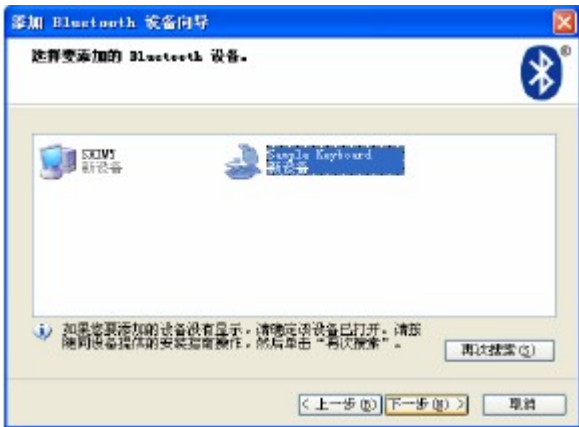 添加 Bluetooth 设备向导
选择要添加的 Bluetooth 设备。
新设备
Sample Keyboard
新设备
如果您要添加的设备没有显示，请确定该设备已打开。请按
随同设备提供的安装指南操作，然后单击“再次搜索”。
再次搜索(S)
< 上一步(B)
下一步(N) >
取消